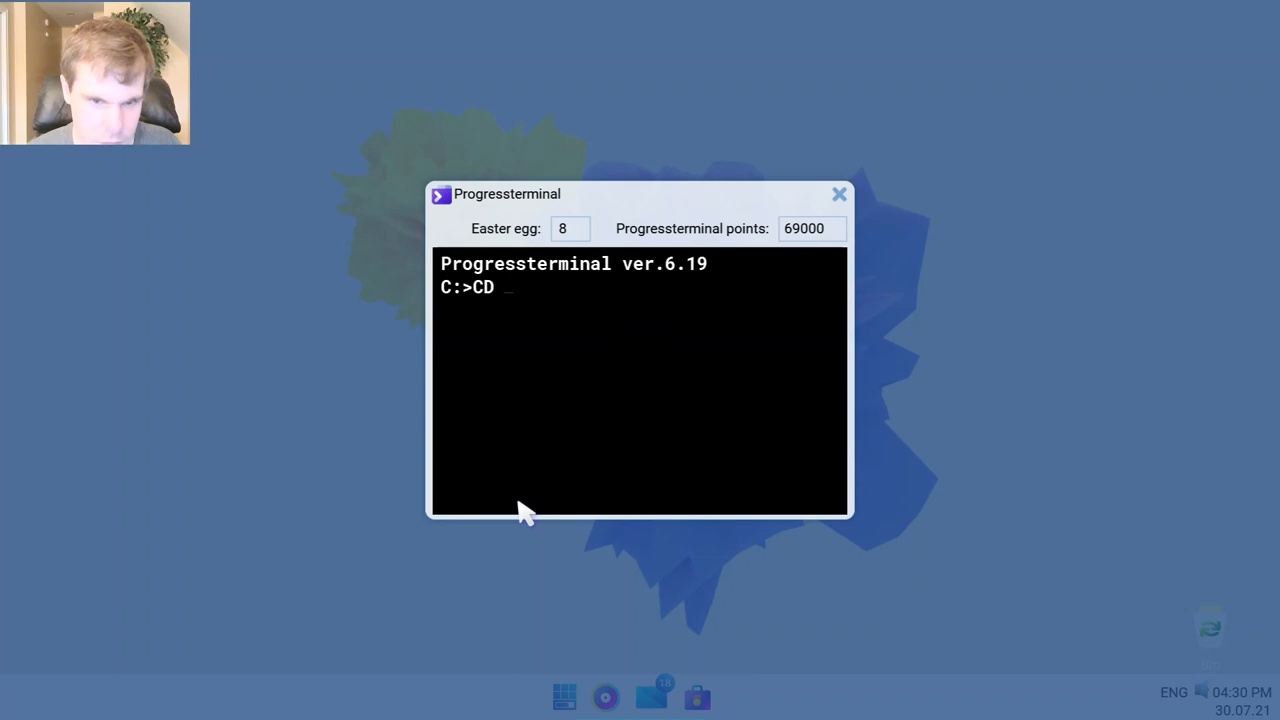 Progressterminal
Easter egg: 8 Progressterminal points: 69000
Progressterminal ver.6.19
C:>CD _
18
ENG 04:30 PM
30.07.21